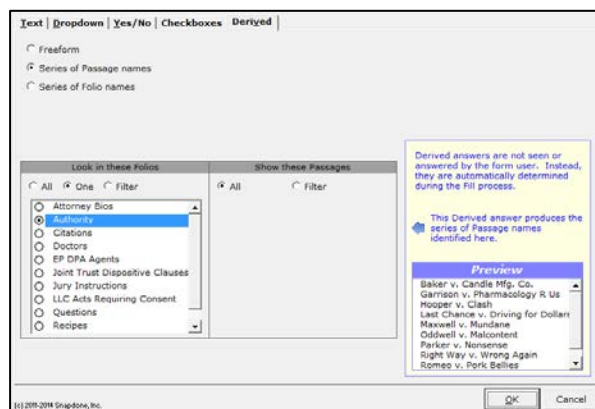 Text | Dropdown | Yes/No | Checkboxes Derived
Freeform
Series of Passage names
Series of Folio names
Look in these Folios
Show these Passages
All One Filter
All Filter
Attorney Bios
Authority
Citations
Doctors
EP DPA Agents
Joint Trust Dispositive Clauses
Jury Instructions
LLC Acts Requiring Consent
Questions
Recipes
Derived answers are not seen or
answered by the form user. Instead,
they are automatically determined
during the Fill process.
This Derived answer produces the
series of Passage names
identified here.
Preview
Baker v. Candle Mfg. Co.
Garrison v. Pharmacology R Us
Hooper v. Clash
Last Chance v. Driving for Dollars
Maxwell v. Mundane
Oddwell v. Malcontent
Parker v. Nonsense
Right Way v. Wrong Again
Romeo v. Pork Bellies
(c) 2011-2014 Snapdone, Inc.
OK Cancel